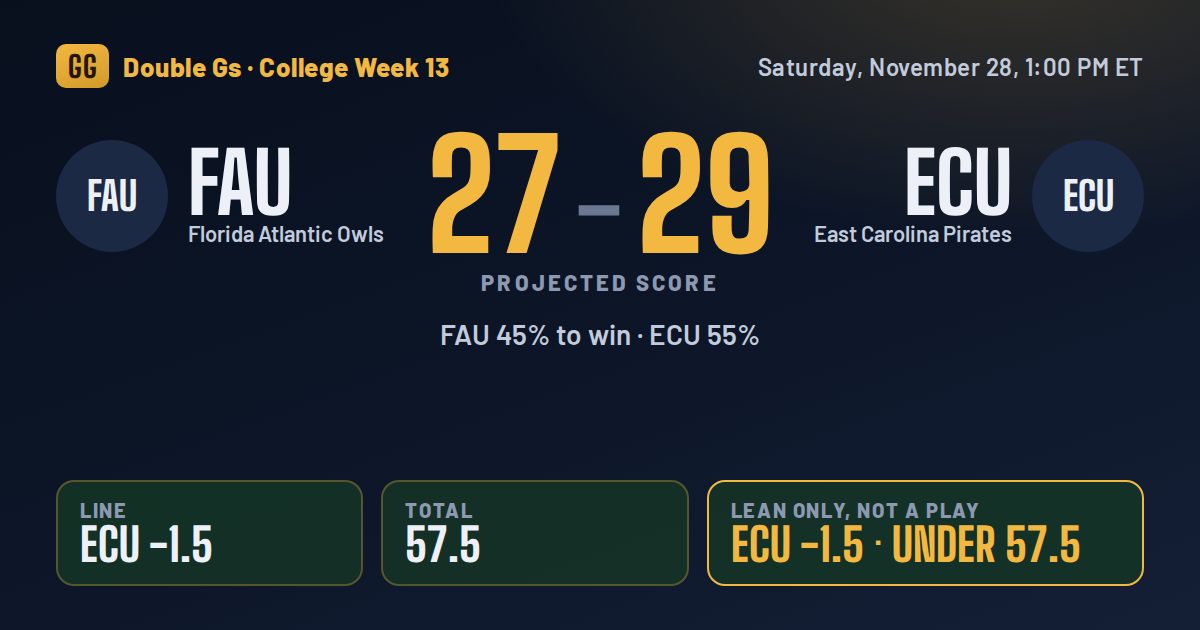 GG Double Gs · College Week 13
Saturday, November 28, 1:00 PM ET
FAU
FAU
Florida Atlantic Owls
27 – 29
PROJECTED SCORE
FAU 45% to win · ECU 55%
ECU
East Carolina Pirates
ECU
LINE
ECU −1.5
TOTAL
57.5
LEAN ONLY, NOT A PLAY
ECU −1.5 · UNDER 57.5